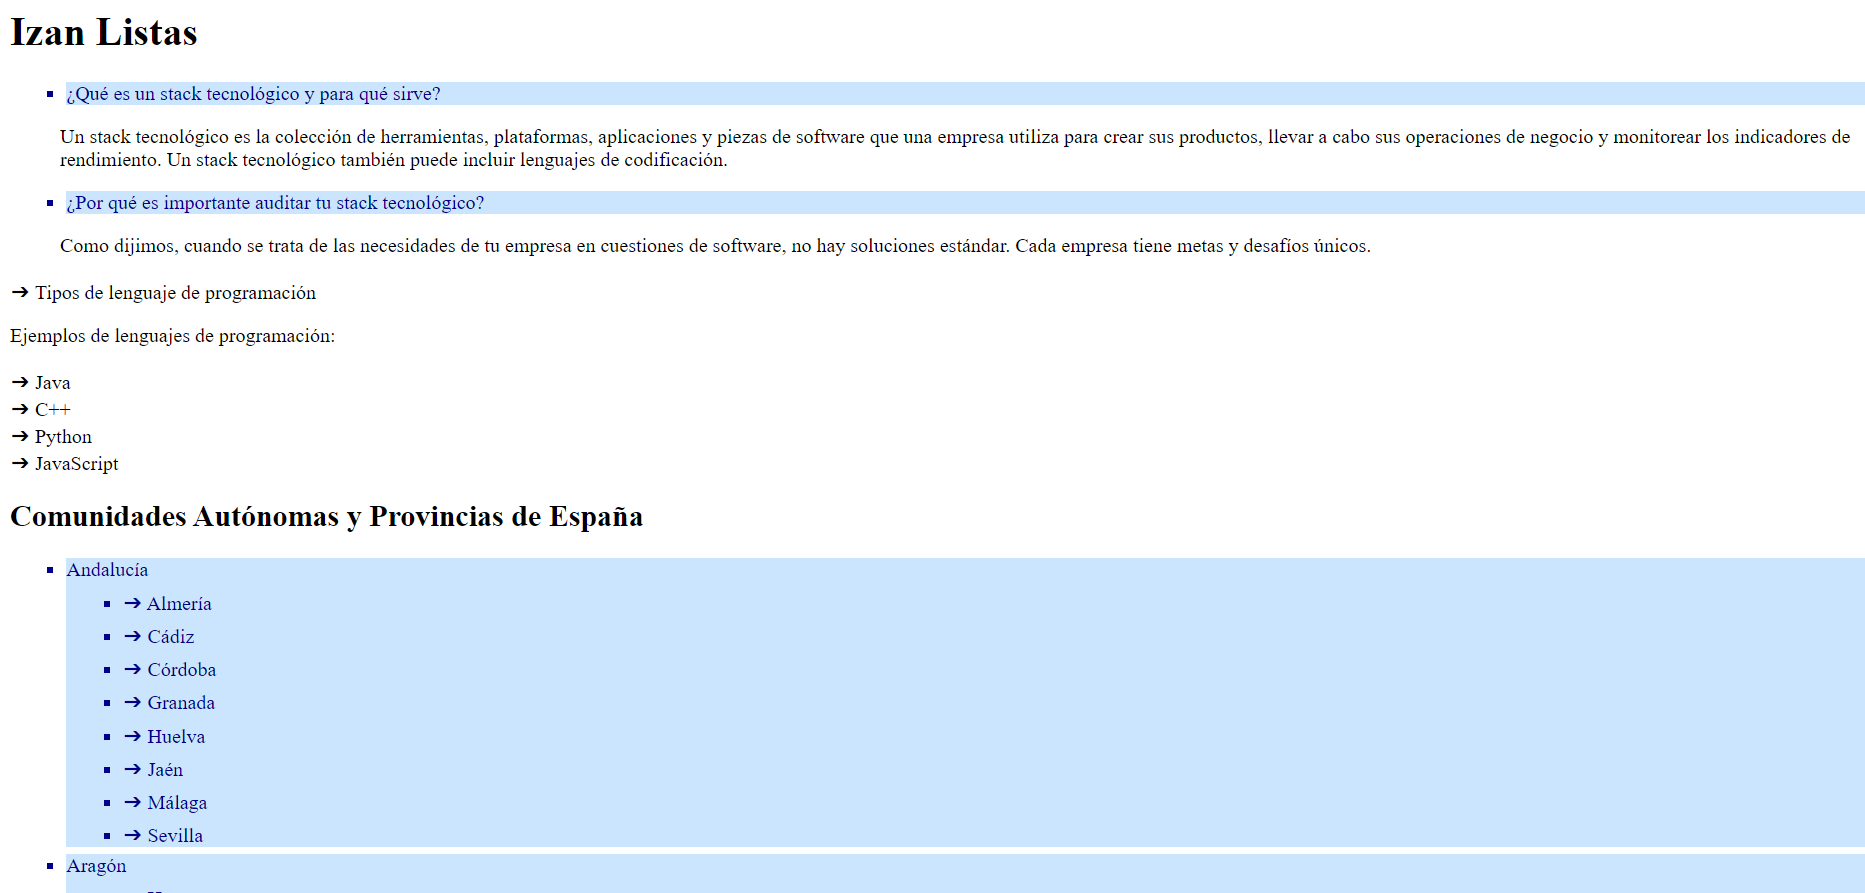 Izan Listas
¿Qué es un stack tecnológico y para qué sirve?
Un stack tecnológico es la colección de herramientas, plataformas, aplicaciones y piezas de software que una empresa utiliza para crear sus productos, llevar a cabo sus operaciones de negocio y monitorear los indicadores de
rendimiento. Un stack tecnológico también puede incluir lenguajes de codificación.
¿Por qué es importante auditar tu stack tecnológico?
Como dijimos, cuando se trata de las necesidades de tu empresa en cuestiones de software, no hay soluciones estándar. Cada empresa tiene metas y desafíos únicos.
➔ Tipos de lenguaje de programación
Ejemplos de lenguajes de programación:
➔ Java
➔ C++
➔ Python
➔ JavaScript
Comunidades Autónomas y Provincias de España
Andalucía
➔ Almería
➔ Cádiz
➔ Córdoba
➔ Granada
➔ Huelva
➔ Jaén
➔ Málaga
➔ Sevilla
Aragón